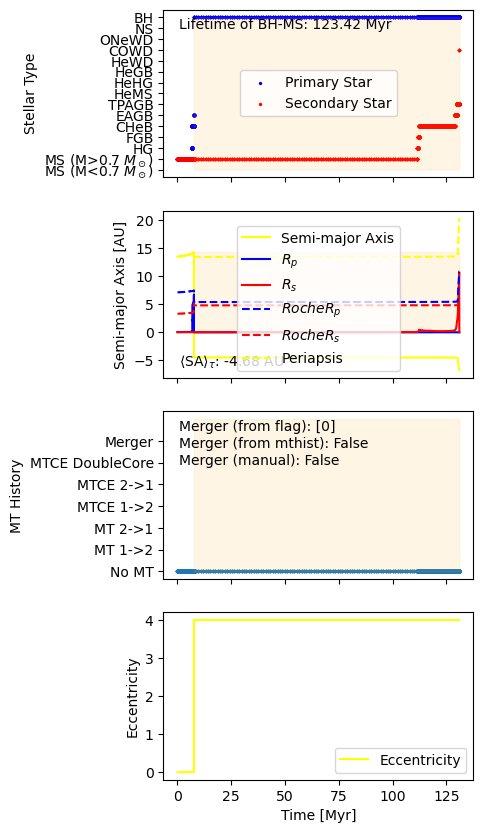 Stellar Type
BH
NS
ONeWD
COWD
HeWD
HeGB
HeHG
HeMS
TPAGB
EAGB
CHeB
FGB
HG
MS (M>0.7 M⊙)
MS (M<0.7 M⊙)
Lifetime of BH-MS: 123.42 Myr
Primary Star
Secondary Star
Semi-major Axis [AU]
20
15
10
5
0
−5
Semi-major Axis
Rp
Rs
RocheRp
RocheRs
Periapsis
⟨SA⟩τ: -4.68 AU
MT History
Merger
MTCE DoubleCore
MTCE 2->1
MTCE 1->2
MT 2->1
MT 1->2
No MT
Merger (from flag): [0]
Merger (from mthist): False
Merger (manual): False
Eccentricity
4
3
2
1
0
Eccentricity
0 25 50 75 100 125
Time [Myr]